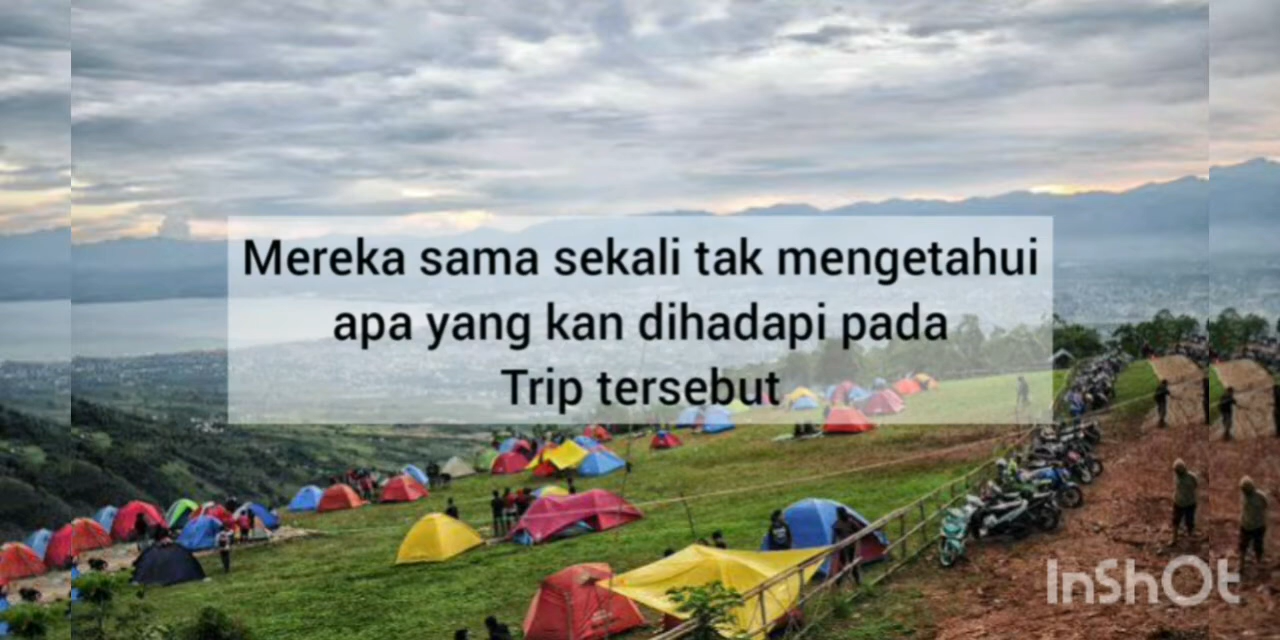 Mereka sama sekali tak mengetahui
apa yang kan dihadapi pada
Trip tersebut
InShOt